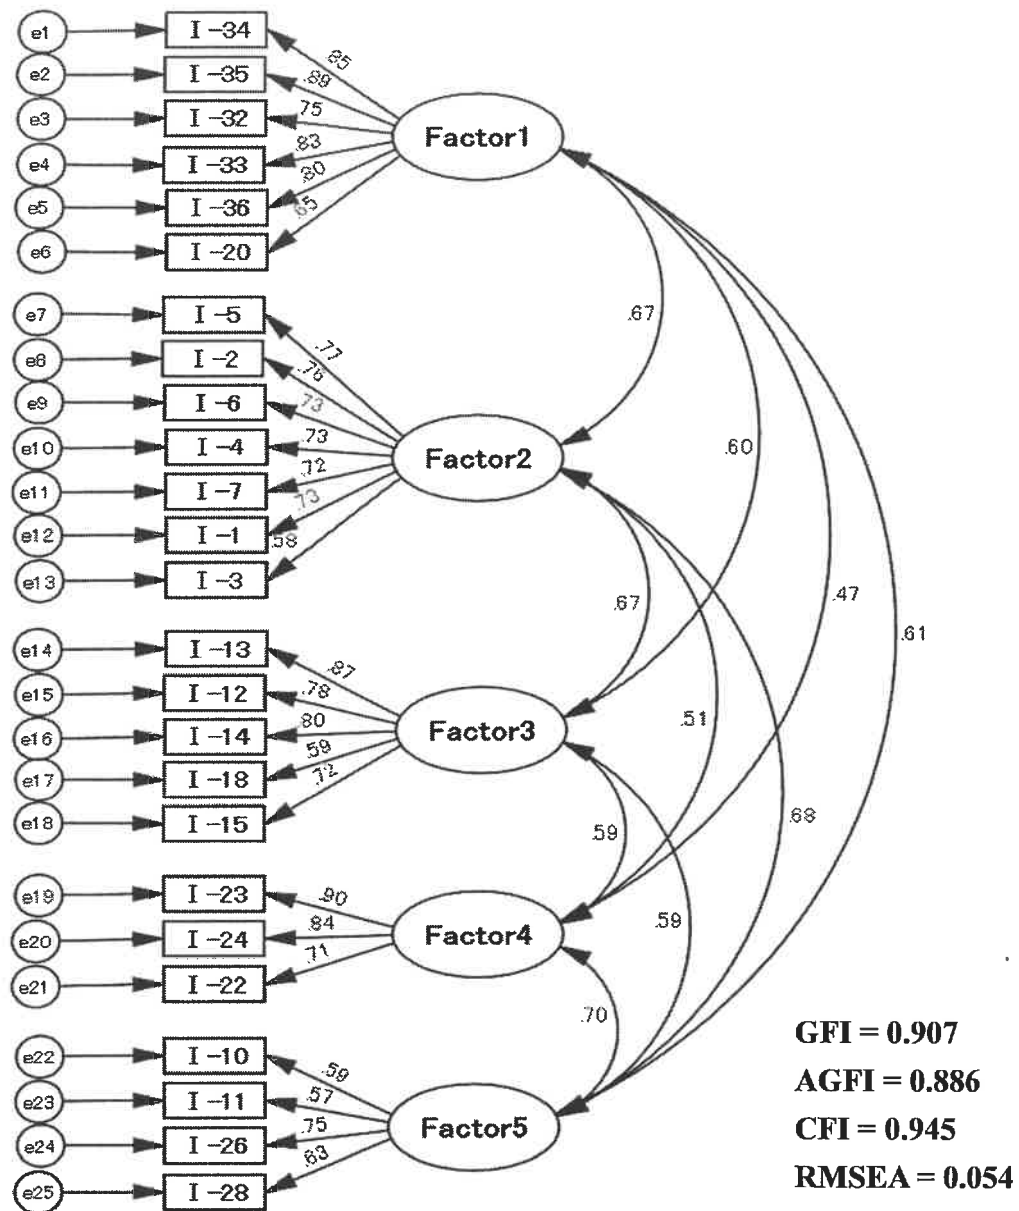 e1 I-34 .85
e2 I-35 .89
e3 I-32 .75
e4 I-33 .83
e5 I-36 .80
e6 I-20 .65
Factor1
e7 I-5 .77
e8 I-2 .76
e9 I-6 .73
e10 I-4 .73
e11 I-7 .72
e12 I-1 .73
e13 I-3 .58
Factor2
e14 I-13 .87
e15 I-12 .78
e16 I-14 .80
e17 I-18 .59
e18 I-15 .72
Factor3
e19 I-23 .90
e20 I-24 .84
e21 I-22 .71
Factor4
e22 I-10 .59
e23 I-11 .57
e24 I-26 .75
e25 I-28 .63
Factor5
.67
.60
.47
.61
.67
.51
.68
.59
.59
.70
GFI = 0.907
AGFI = 0.886
CFI = 0.945
RMSEA = 0.054